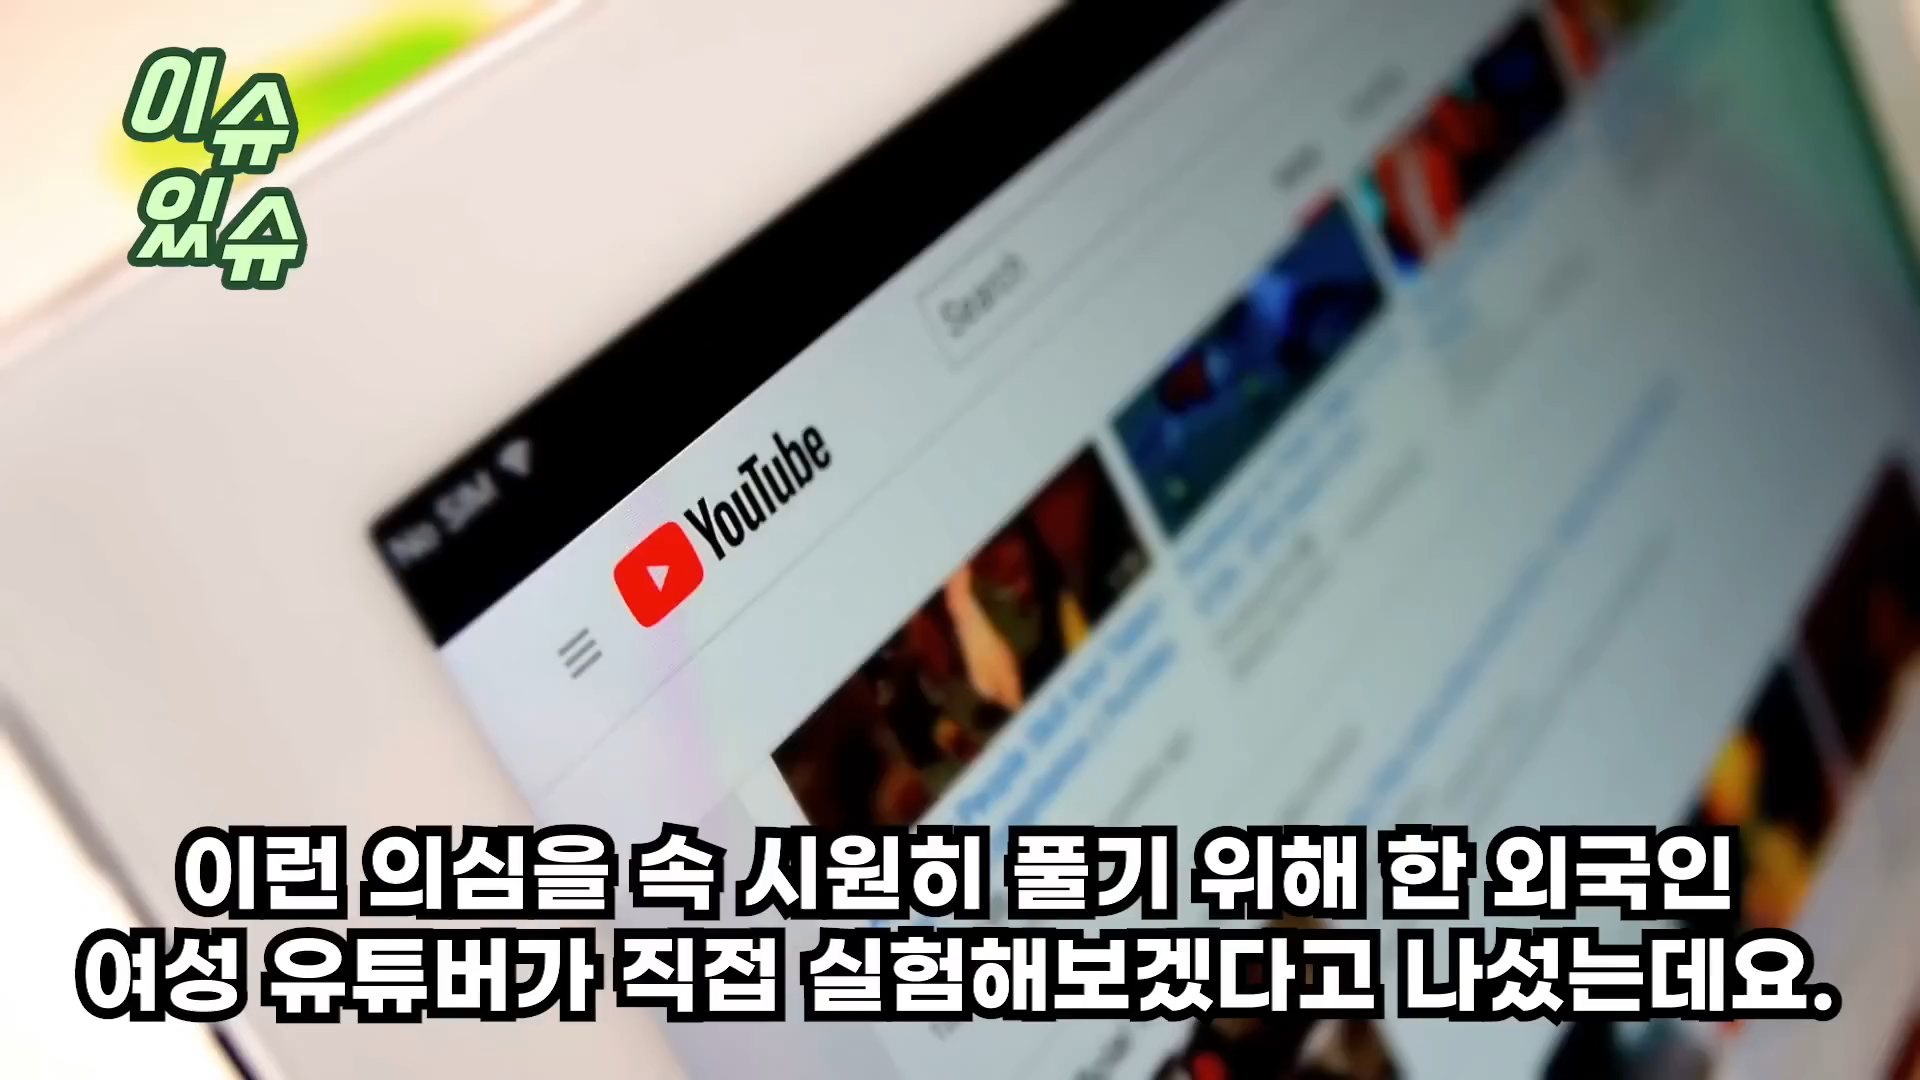 이슈
있슈
No SIM
Search
YouTube
이런 의심을 속 시원히 풀기 위해 한 외국인
여성 유튜버가 직접 실험해보겠다고 나섰는데요.